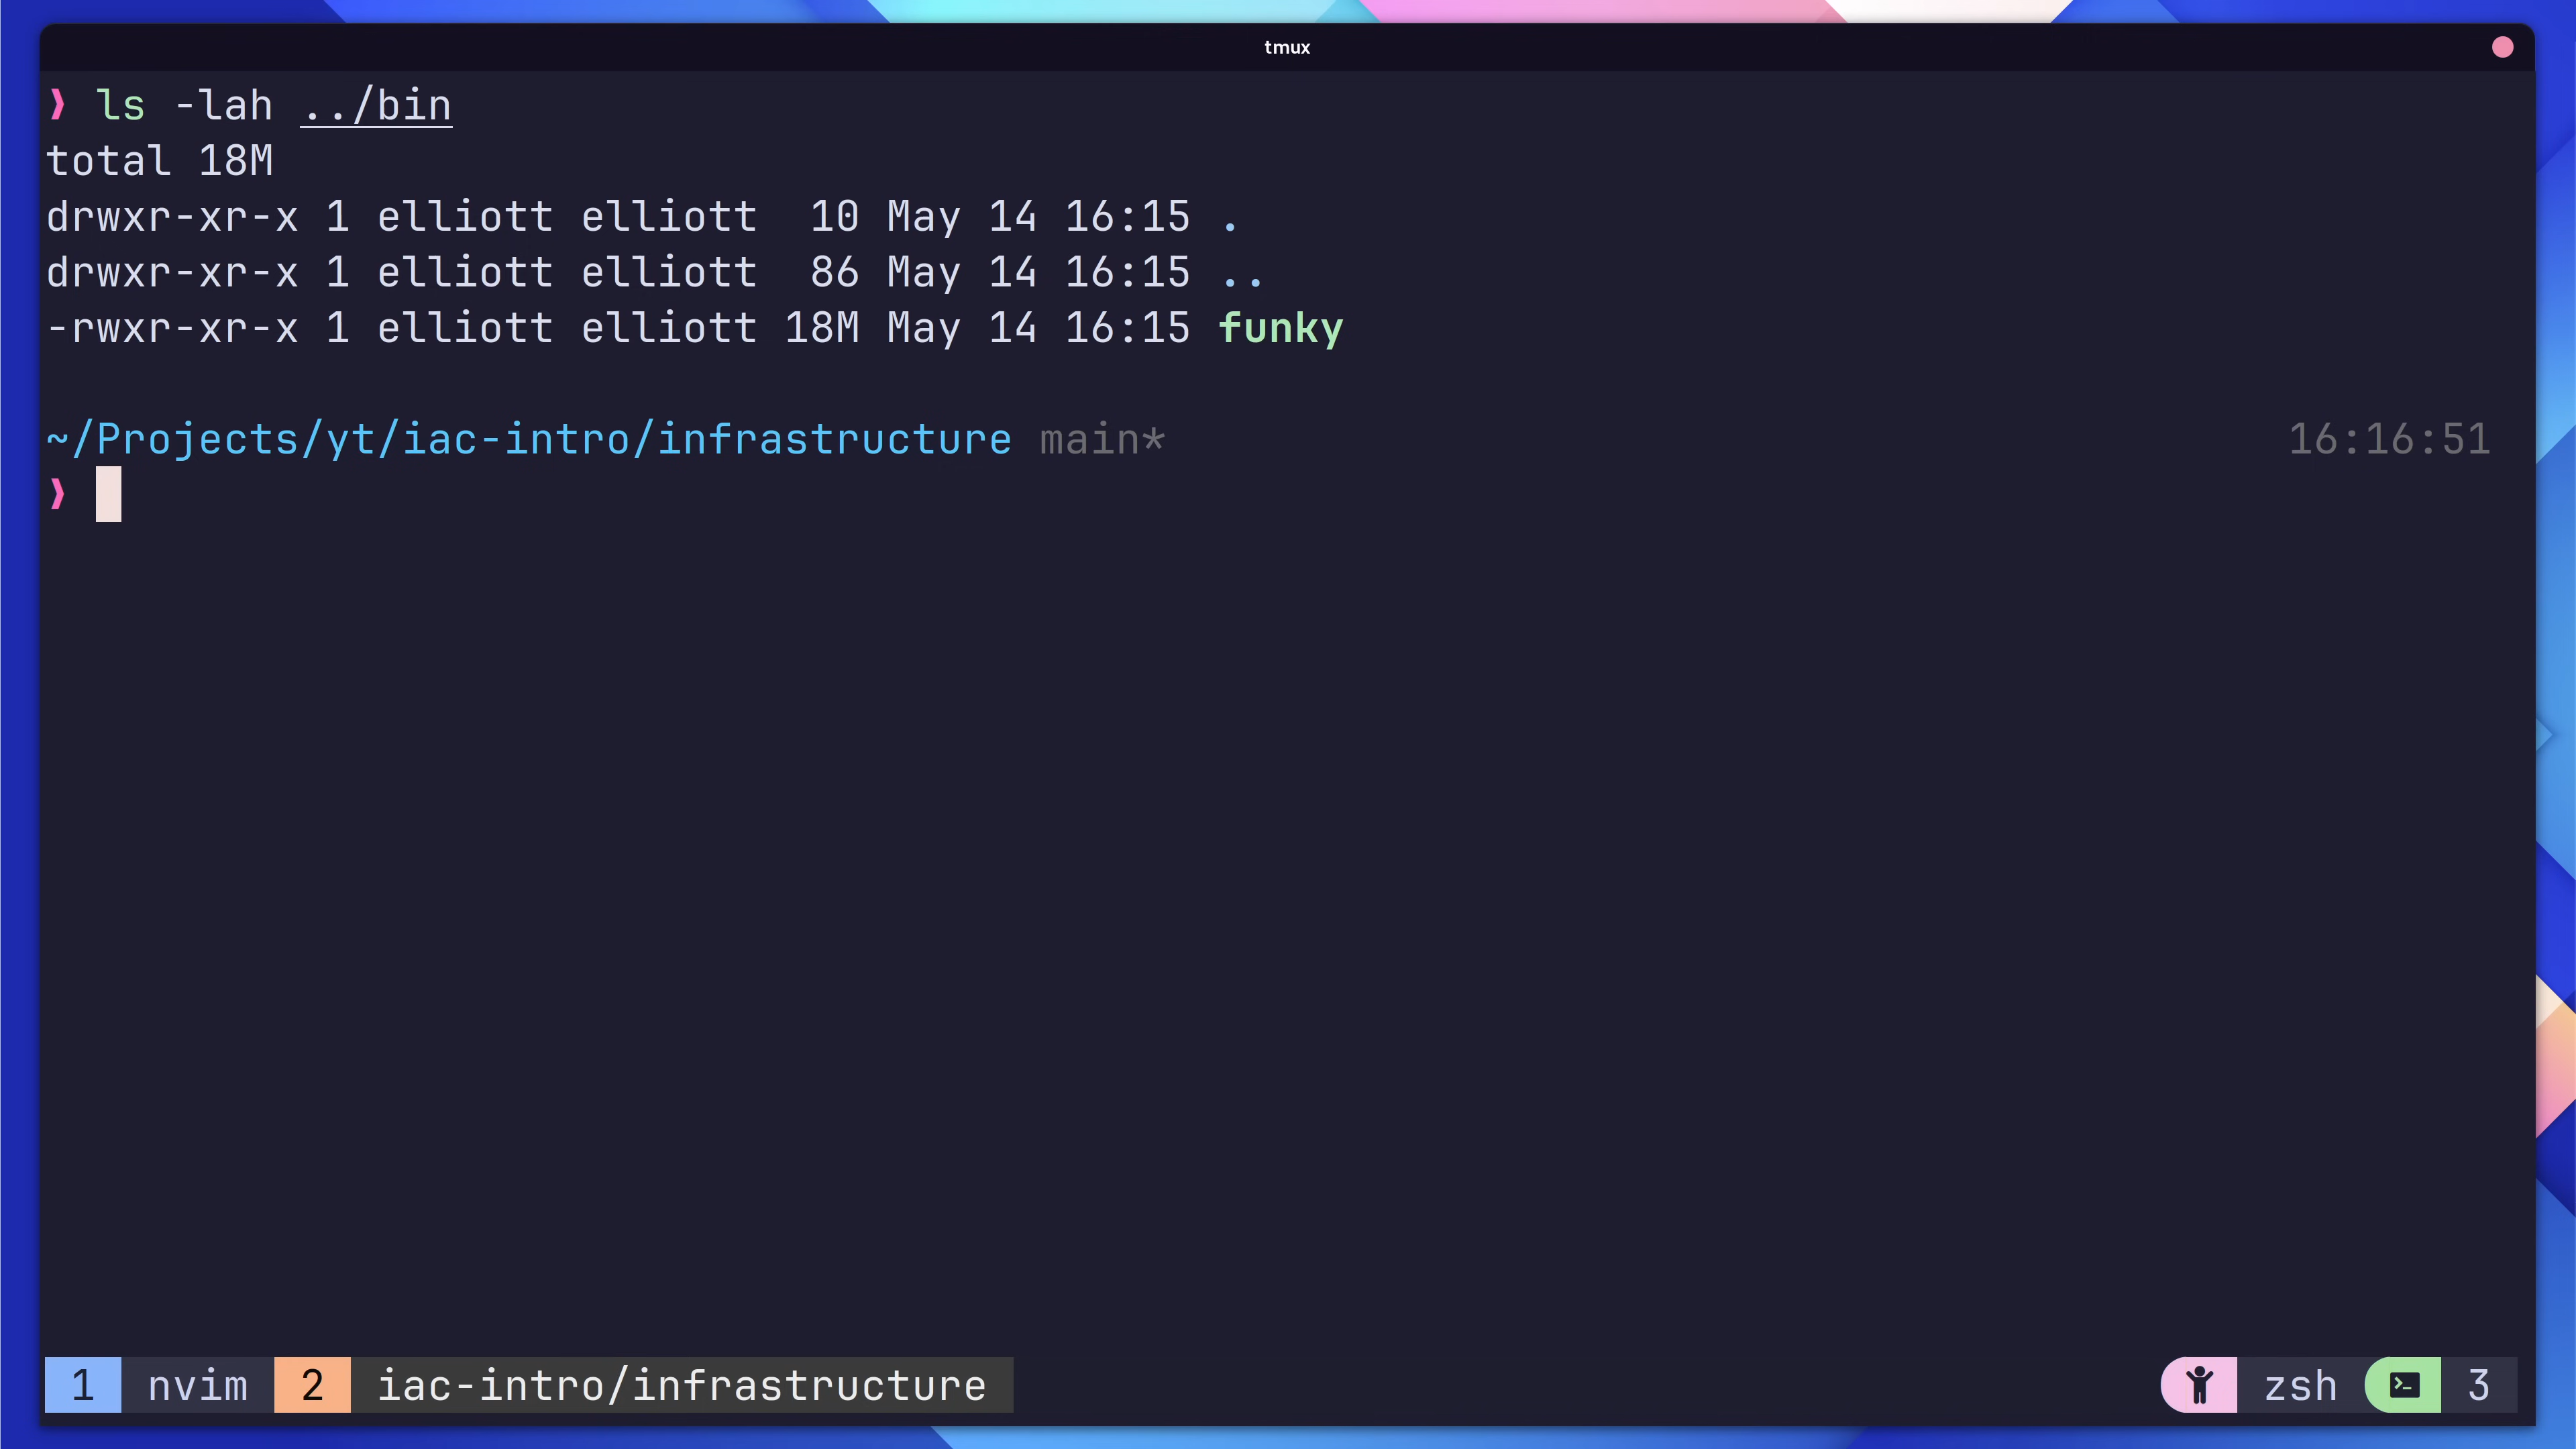 tmux
❯ ls -lah ../bin
total 18M
drwxr-xr-x 1 elliott elliott  10 May 14 16:15 .
drwxr-xr-x 1 elliott elliott  86 May 14 16:15 ..
-rwxr-xr-x 1 elliott elliott 18M May 14 16:15 funky
~/Projects/yt/iac-intro/infrastructure main* 16:16:51
❯
1 nvim 2 iac-intro/infrastructure zsh 3